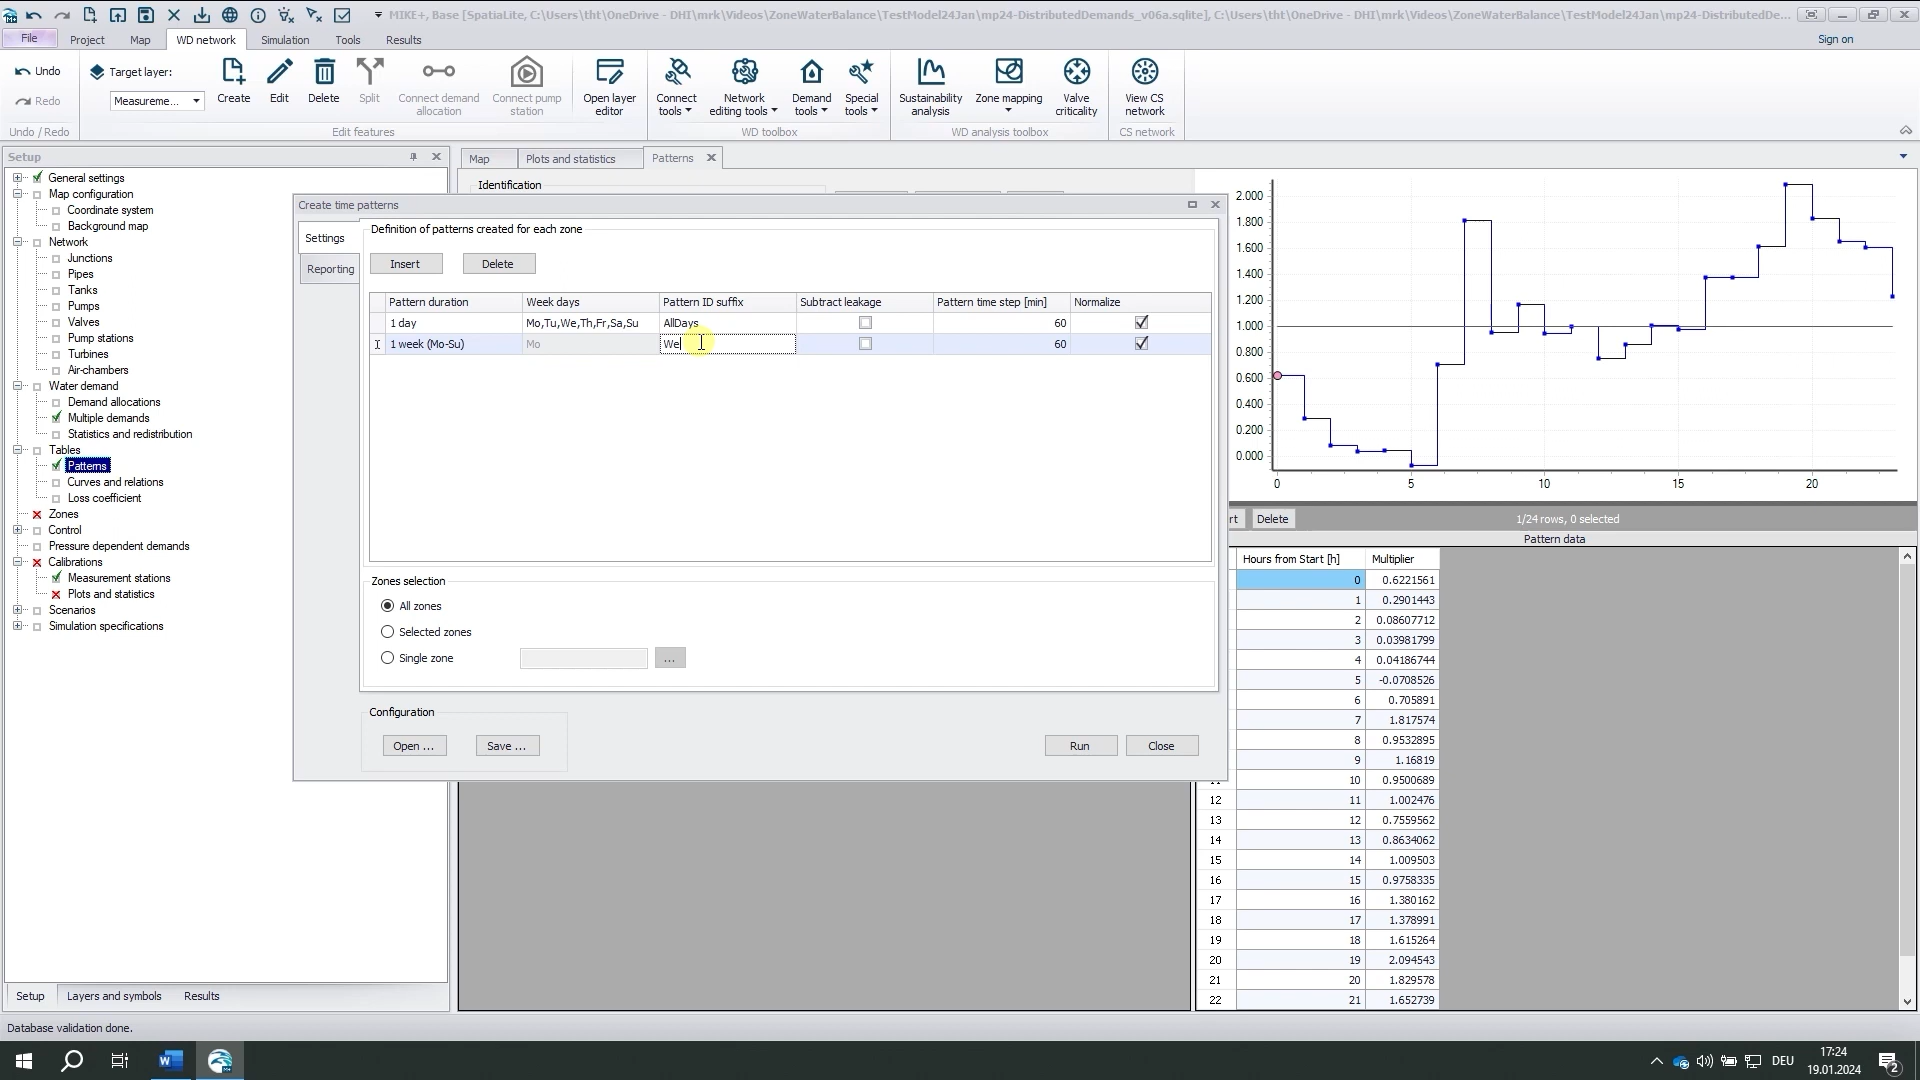 MIKE+, Base [SpatiaLite, C:\Users\tht\OneDrive - DHI\mrk\Videos\ZoneWaterBalance\TestModel24Jan\mp24-DistributedDemands_v06a.sqlite], C:\Users\tht\OneDrive - DHI\mrk\Videos\ZoneWaterBalance\TestModel24Jan\mp24-DistributedDe...
File Project Map WD network Simulation Tools Results Sign on
Undo
Redo
Undo / Redo
Target layer:
Measureme...
Create
Edit
Delete
Split
Connect demand
allocation
Connect pump
station
Open layer
editor
Edit features
Connect
tools
Network
editing tools
Demand
tools
Special
tools
WD toolbox
Sustainability
analysis
Zone mapping
Valve
criticality
WD analysis toolbox
View CS
network
CS network
Setup
General settings
Map configuration
Coordinate system
Background map
Network
Junctions
Pipes
Tanks
Pumps
Valves
Pump stations
Turbines
Air-chambers
Water demand
Demand allocations
Multiple demands
Statistics and redistribution
Tables
Patterns
Curves and relations
Loss coefficient
Zones
Control
Pressure dependent demands
Calibrations
Measurement stations
Plots and statistics
Scenarios
Simulation specifications
Setup Layers and symbols Results
Database validation done.
Map Plots and statistics Patterns
Identification
Create time patterns
Settings
Reporting
Definition of patterns created for each zone
Insert Delete
Pattern duration Week days Pattern ID suffix Subtract leakage Pattern time step [min] Normalize
1 day Mo,Tu,We,Th,Fr,Sa,Su AllDays 60
1 week (Mo-Su) Mo We 60
Zones selection
All zones
Selected zones
Single zone ...
Configuration
Open ... Save ... Run Close
2.000
1.800
1.600
1.400
1.200
1.000
0.800
0.600
0.400
0.200
0.000
0 5 10 15 20
rt Delete 1/24 rows, 0 selected
Pattern data
Hours from Start [h] Multiplier
0 0.6221561
1 0.2901443
2 0.08607712
3 0.03981799
4 0.04186744
5 -0.0708526
6 0.705891
7 1.817574
8 0.9532895
9 1.16819
10 0.9500689
12 11 1.002476
13 12 0.7559562
14 13 0.8634062
15 14 1.009503
16 15 0.9758335
17 16 1.380162
18 17 1.378991
19 18 1.615264
20 19 2.094543
21 20 1.829578
22 21 1.652739
DEU
17:24
19.01.2024
2